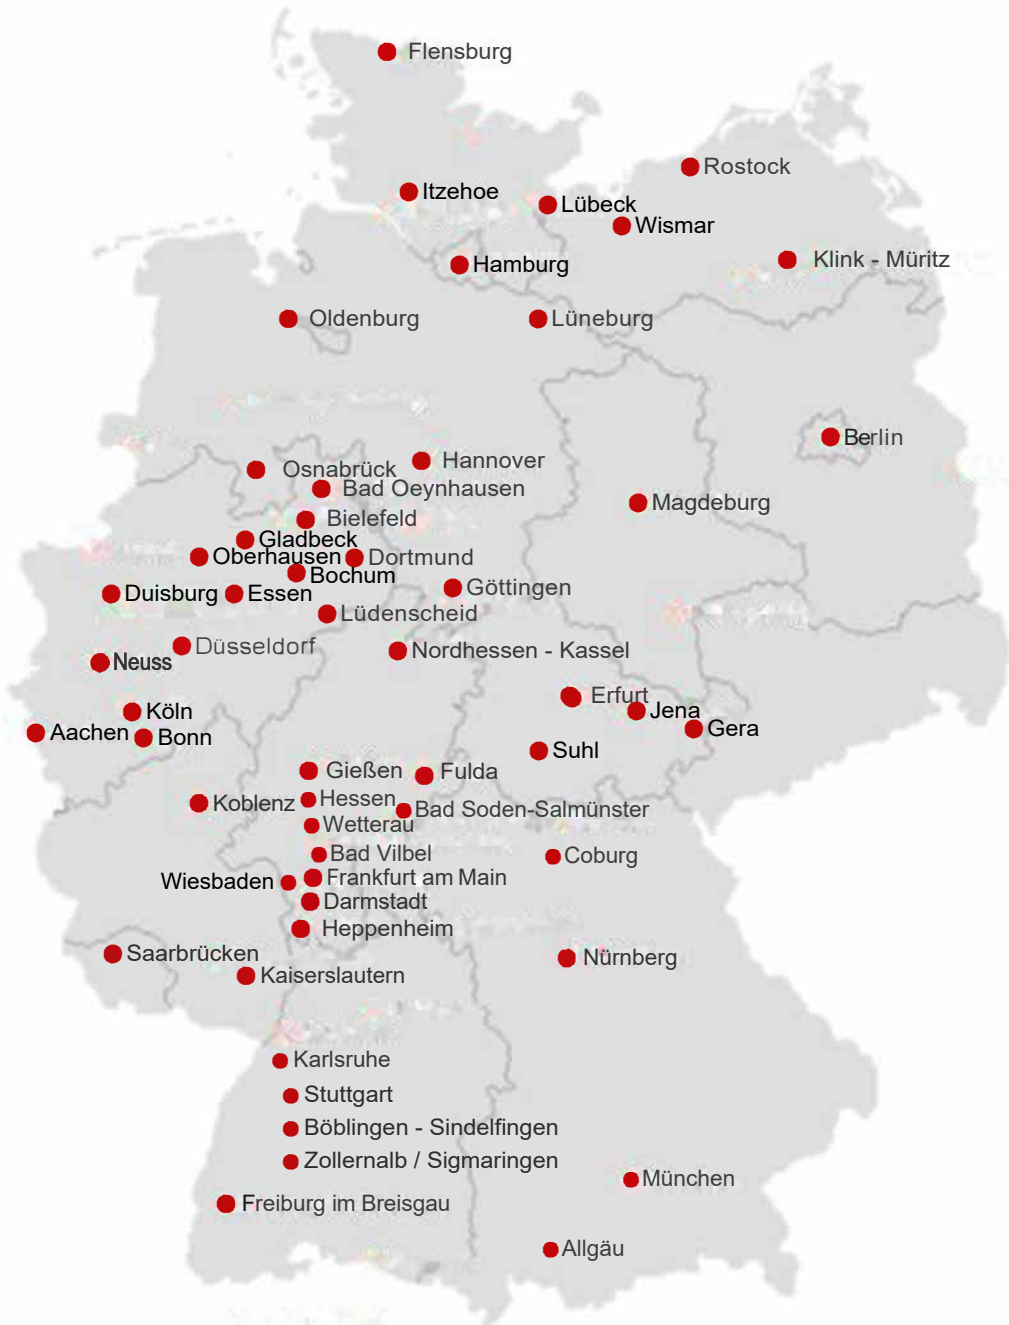 Flensburg
Rostock
Itzehoe
Lübeck
Wismar
Klink - Müritz
Hamburg
Oldenburg
Lüneburg
Berlin
Hannover
Osnabrück
Bad Oeynhausen
Magdeburg
Bielefeld
Gladbeck
Oberhausen
Dortmund
Bochum
Göttingen
Duisburg
Essen
Lüdenscheid
Düsseldorf
Nordhessen - Kassel
Neuss
Erfurt
Jena
Köln
Gera
Aachen
Bonn
Suhl
Gießen
Fulda
Hessen
Koblenz
Bad Soden-Salmünster
Wetterau
Bad Vilbel
Coburg
Frankfurt am Main
Wiesbaden
Darmstadt
Heppenheim
Saarbrücken
Nürnberg
Kaiserslautern
Karlsruhe
Stuttgart
Böblingen - Sindelfingen
Zollernalb / Sigmaringen
München
Freiburg im Breisgau
Allgäu